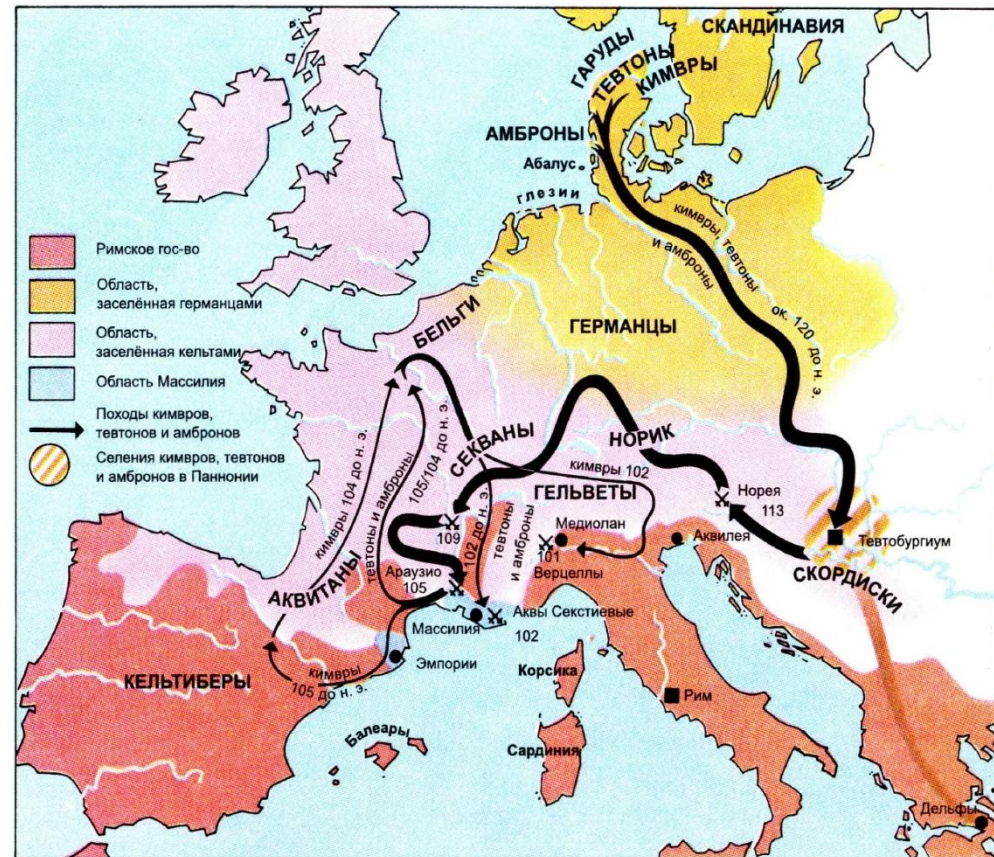 СКАНДИНАВИЯ
ГАРУДЫ
ТЕВТОНЫ
КИМВРЫ
АМБРОНЫ
Абалус
глезии
кимвры, тевтоны
и амброны
ок. 120 до н. э.
Римское гос-во
Область,
заселённая германцами
Область,
заселённая кельтами
Область Массилия
Походы кимвров,
тевтонов и амбронов
Селения кимвров, тевтонов
и амбронов в Паннонии
БЕЛЬГИ
ГЕРМАНЦЫ
кимвры 104 до н. э.
тевтоны и амброны
105/104 до н. э.
СЕКВАНЫ
НОРИК
кимвры 102
ГЕЛЬВЕТЫ
Норея
113
Тевтобургиум
СКОРДИСКИ
109
102 до н. э.
тевтоны
и амброны
Медиолан
101
Верцеллы
Аквилея
АКВИТАНЫ
Араузио
105
Массилия
Аквы Секстиевые
102
Эмпории
кимвры
105 до н. э.
КЕЛЬТИБЕРЫ
Корсика
Рим
Балеары
Сардиния
Дельфы